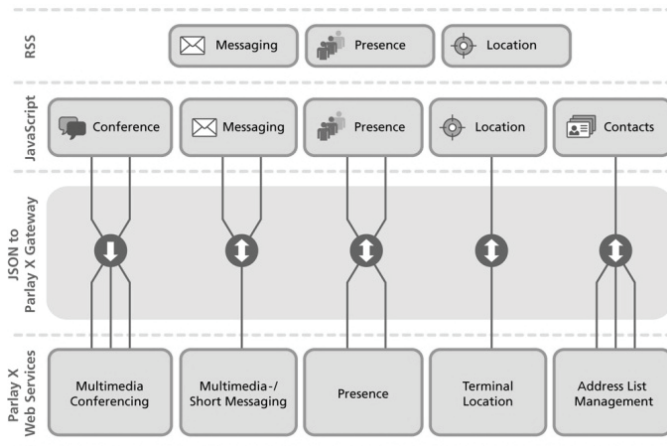 RSS
Messaging
Presence
Location
JavaScript
Conference
Messaging
Presence
Location
Contacts
JSON to
Parlay X Gateway
Parlay X
Web Services
Multimedia
Conferencing
Multimedia-/
Short Messaging
Presence
Terminal
Location
Address List
Management